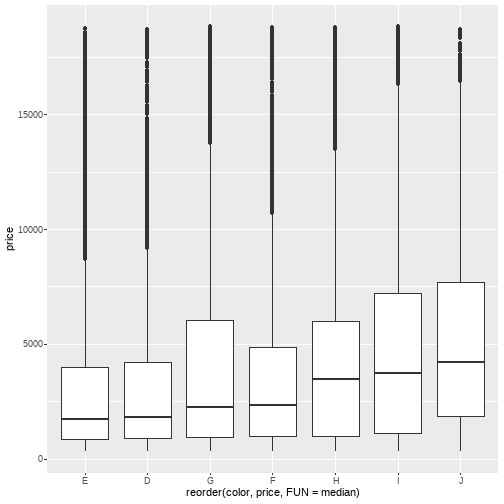 15000
10000
5000
0
price
E D G F H I J
reorder(color, price, FUN = median)